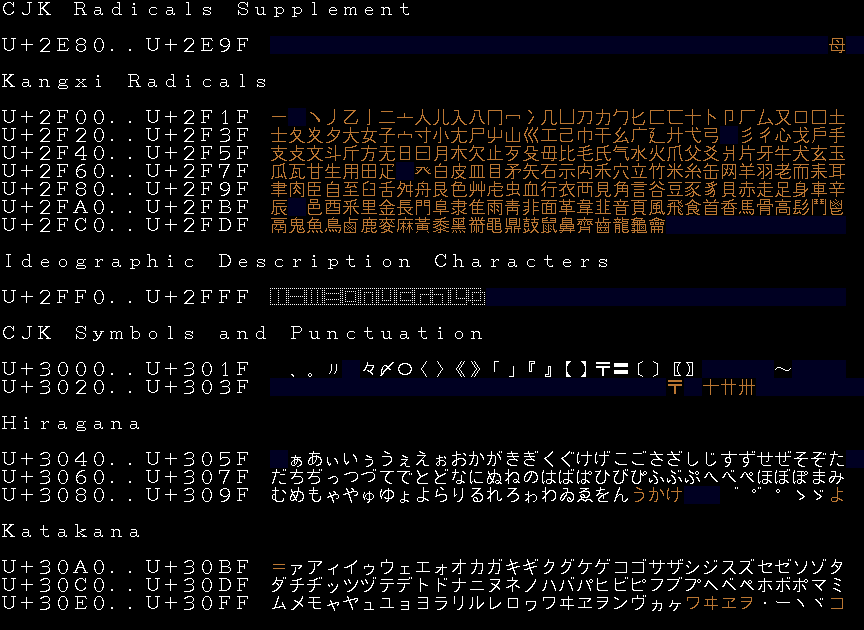 CJK Radicals Supplement
U+2E80..U+2E9F 母
Kangxi Radicals
U+2F00..U+2F1F 一 丶丿乙亅二亠人儿入八冂冖冫几凵刀力勹匕匚匸十卜卩厂厶又口囗土
U+2F20..U+2F3F 士夂夊夕大女子宀寸小尢尸屮山巛工己巾干幺广廴廾弋弓 彡彳心戈戶手
U+2F40..U+2F5F 支攴文斗斤方无日曰月木欠止歹殳毋比毛氏气水火爪父爻爿片牙牛犬玄玉
U+2F60..U+2F7F 瓜瓦甘生用田疋 癶白皮皿目矛矢石示禸禾穴立竹米糸缶网羊羽老而耒耳
U+2F80..U+2F9F 聿肉臣自至臼舌舛舟艮色艸虍虫血行衣襾見角言谷豆豕豸貝赤走足身車辛
U+2FA0..U+2FBF 辰 邑酉釆里金長門阜隶隹雨靑非面革韋韭音頁風飛食首香馬骨高髟鬥鬯
U+2FC0..U+2FDF 鬲鬼魚鳥鹵鹿麥麻黃黍黑黹黽鼎鼓鼠鼻齊齒龍龜龠
Ideographic Description Characters
U+2FF0..U+2FFF ⿰⿱⿲⿳⿴⿵⿶⿷⿸⿹⿺⿻
CJK Symbols and Punctuation
U+3000..U+301F 、。〃 々〆〇〈〉《》「」『』【】〒〓〔〕〖〗 〜
U+3020..U+303F 〒 十卄卅
Hiragana
U+3040..U+305F ぁあぃいぅうぇえぉおかがきぎくぐけげこごさざしじすずせぜそぞた
U+3060..U+307F だちぢっつづてでとどなにぬねのはばぱひびぴふぶぷへべぺほぼぽまみ
U+3080..U+309F むめもゃやゅゆょよらりるれろゎわゐゑをんうかけ ゛゜゛゜ゝゞよ
Katakana
U+30A0..U+30BF =ァアィイゥウェエォオカガキギクグケゲコゴサザシジスズセゼソゾタ
U+30C0..U+30DF ダチヂッツヅテデトドナニヌネノハバパヒビピフブプヘベペホボポマミ
U+30E0..U+30FF ムメモャヤュユョヨラリルレロヮワヰヱヲンヴヵヶワヰヱヲ・ーヽヾコ